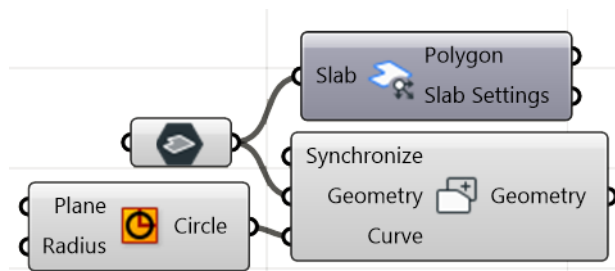 Slab
Polygon
Slab Settings
Synchronize
Geometry
Curve
Geometry
Plane
Radius
Circle